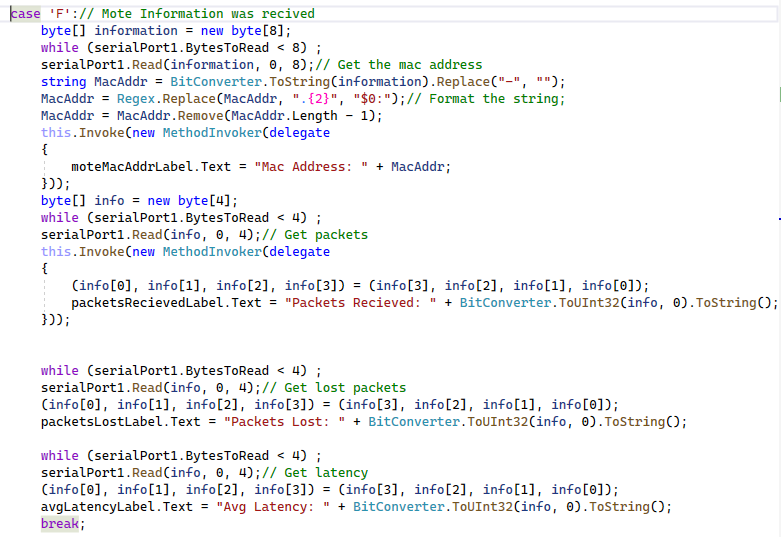 case 'F':// Mote Information was recived
byte[] information = new byte[8];
while (serialPort1.BytesToRead < 8) ;
serialPort1.Read(information, 0, 8);// Get the mac address
string MacAddr = BitConverter.ToString(information).Replace("-", "");
MacAddr = Regex.Replace(MacAddr, ".{2}", "$0:");// Format the string;
MacAddr = MacAddr.Remove(MacAddr.Length - 1);
this.Invoke(new MethodInvoker(delegate
{
moteMacAddrLabel.Text = "Mac Address: " + MacAddr;
}));
byte[] info = new byte[4];
while (serialPort1.BytesToRead < 4) ;
serialPort1.Read(info, 0, 4);// Get packets
this.Invoke(new MethodInvoker(delegate
{
(info[0], info[1], info[2], info[3]) = (info[3], info[2], info[1], info[0]);
packetsRecievedLabel.Text = "Packets Recieved: " + BitConverter.ToUInt32(info, 0).ToString();
}));
while (serialPort1.BytesToRead < 4) ;
serialPort1.Read(info, 0, 4);// Get lost packets
(info[0], info[1], info[2], info[3]) = (info[3], info[2], info[1], info[0]);
packetsLostLabel.Text = "Packets Lost: " + BitConverter.ToUInt32(info, 0).ToString();
while (serialPort1.BytesToRead < 4) ;
serialPort1.Read(info, 0, 4);// Get latency
(info[0], info[1], info[2], info[3]) = (info[3], info[2], info[1], info[0]);
avgLatencyLabel.Text = "Avg Latency: " + BitConverter.ToUInt32(info, 0).ToString();
break;